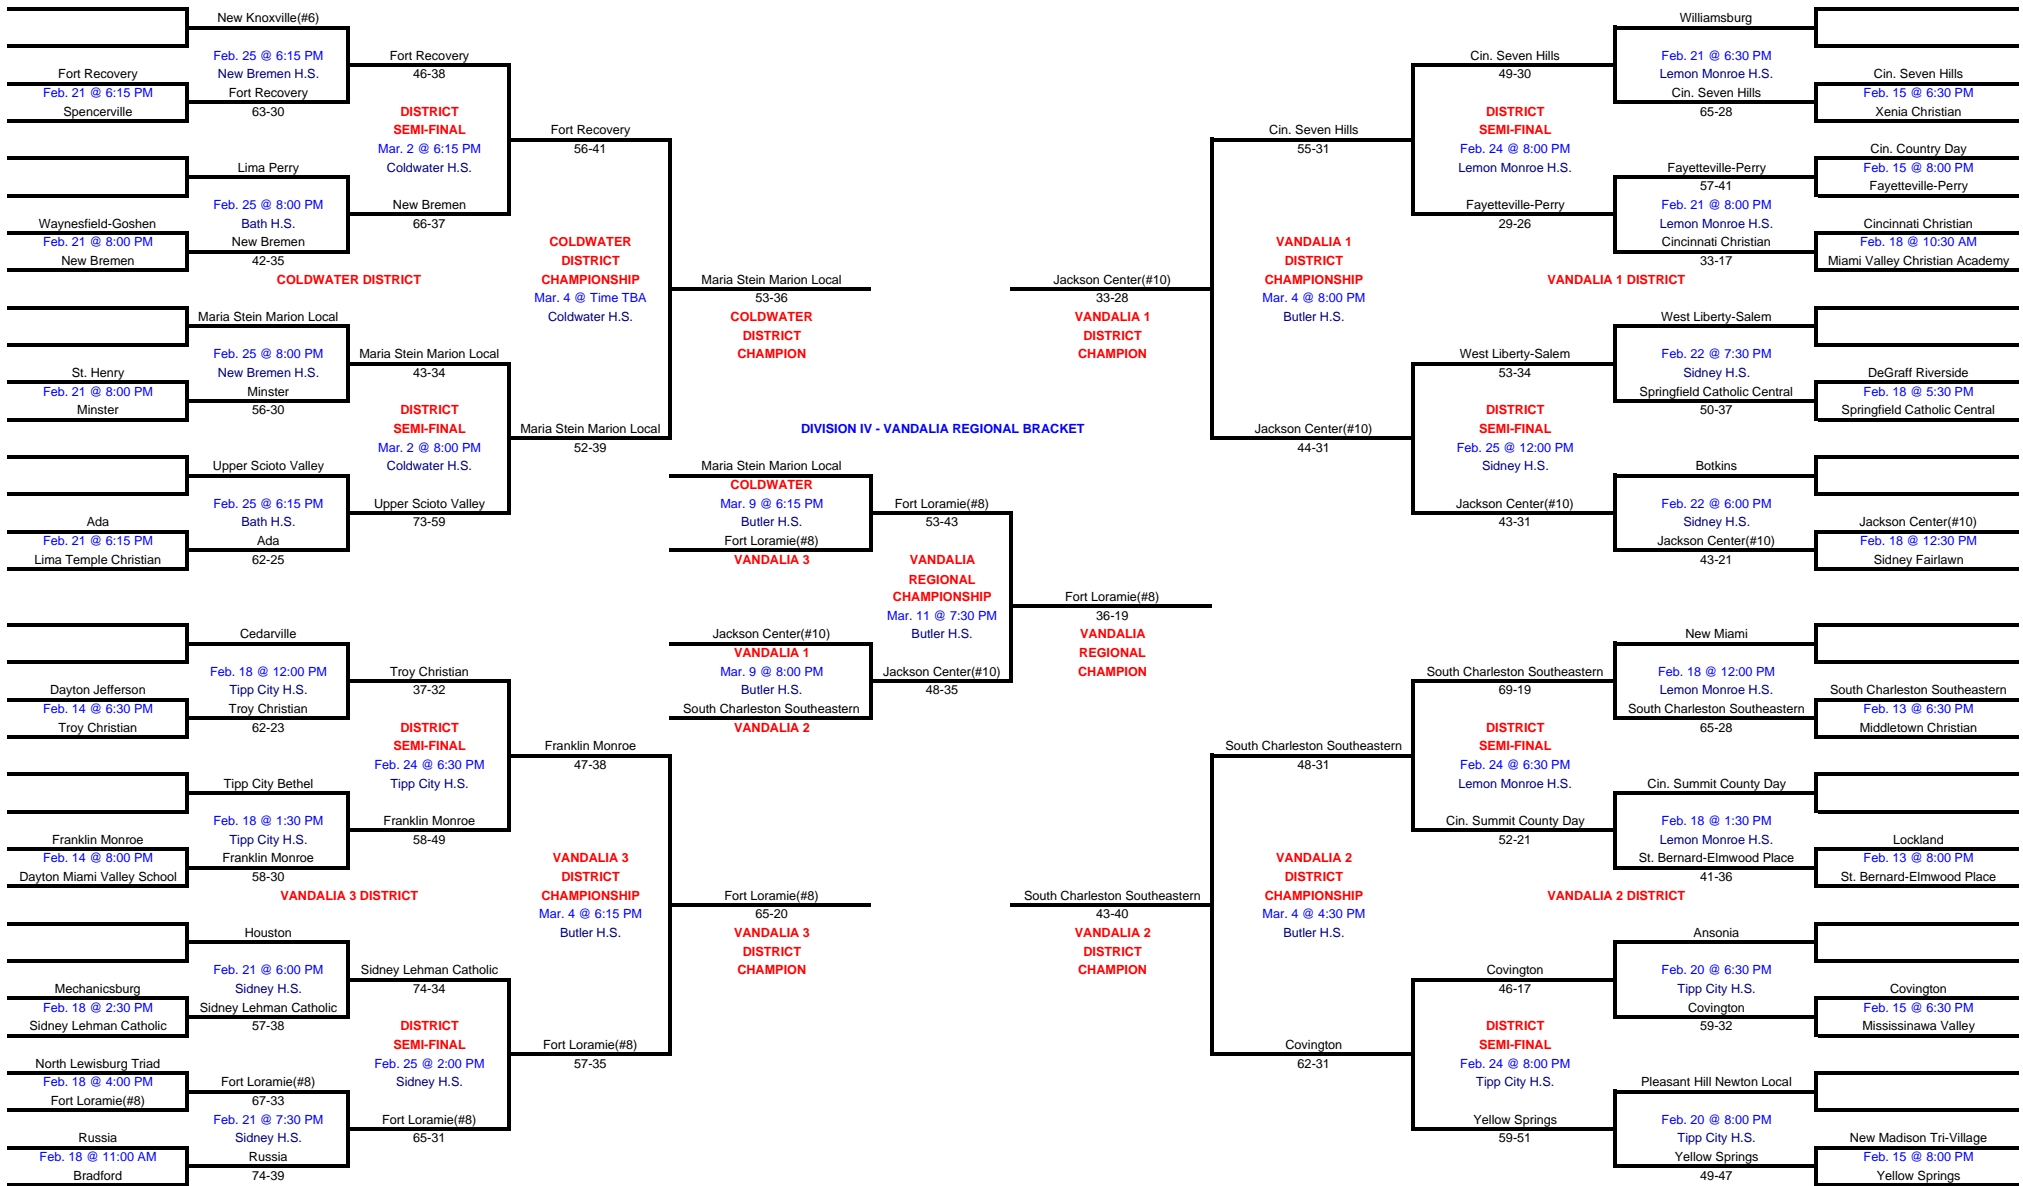 New Knoxville(#6)
Feb. 25 @ 6:15 PM
Fort Recovery
Fort Recovery
New Bremen H.S.
46-38
Feb. 21 @ 6:15 PM
Fort Recovery
Spencerville
63-30
DISTRICT
SEMI-FINAL
Fort Recovery
Mar. 2 @ 6:15 PM
56-41
Lima Perry
Coldwater H.S.
Feb. 25 @ 8:00 PM
New Bremen
Waynesfield-Goshen
Bath H.S.
66-37
Feb. 21 @ 8:00 PM
New Bremen
COLDWATER
New Bremen
42-35
DISTRICT
COLDWATER DISTRICT
CHAMPIONSHIP
Maria Stein Marion Local
Mar. 4 @ Time TBA
53-36
Maria Stein Marion Local
Coldwater H.S.
COLDWATER
DISTRICT
Feb. 25 @ 8:00 PM
Maria Stein Marion Local
CHAMPION
St. Henry
New Bremen H.S.
43-34
Feb. 21 @ 8:00 PM
Minster
Minster
56-30
DISTRICT
SEMI-FINAL
Maria Stein Marion Local
Mar. 2 @ 8:00 PM
52-39
Upper Scioto Valley
Coldwater H.S.
Feb. 25 @ 6:15 PM
Upper Scioto Valley
Ada
Bath H.S.
73-59
Feb. 21 @ 6:15 PM
Ada
Lima Temple Christian
62-25
DIVISION IV - VANDALIA REGIONAL BRACKET
Maria Stein Marion Local
COLDWATER
Mar. 9 @ 6:15 PM
Fort Loramie(#8)
Butler H.S.
53-43
Fort Loramie(#8)
VANDALIA 3
VANDALIA
REGIONAL
CHAMPIONSHIP
Fort Loramie(#8)
Mar. 11 @ 7:30 PM
36-19
Jackson Center(#10)
Butler H.S.
VANDALIA
VANDALIA 1
REGIONAL
Mar. 9 @ 8:00 PM
Jackson Center(#10)
CHAMPION
Butler H.S.
48-35
South Charleston Southeastern
VANDALIA 2
Cedarville
Feb. 18 @ 12:00 PM
Troy Christian
Dayton Jefferson
Tipp City H.S.
37-32
Feb. 14 @ 6:30 PM
Troy Christian
Troy Christian
62-23
DISTRICT
SEMI-FINAL
Franklin Monroe
Feb. 24 @ 6:30 PM
47-38
Tipp City Bethel
Tipp City H.S.
Feb. 18 @ 1:30 PM
Franklin Monroe
Franklin Monroe
Tipp City H.S.
58-49
Feb. 14 @ 8:00 PM
Franklin Monroe
VANDALIA 3
Dayton Miami Valley School
58-30
DISTRICT
VANDALIA 3 DISTRICT
CHAMPIONSHIP
Fort Loramie(#8)
Mar. 4 @ 6:15 PM
65-20
Houston
Butler H.S.
VANDALIA 3
DISTRICT
Feb. 21 @ 6:00 PM
Sidney Lehman Catholic
CHAMPION
Mechanicsburg
Sidney H.S.
74-34
Feb. 18 @ 2:30 PM
Sidney Lehman Catholic
Sidney Lehman Catholic
57-38
DISTRICT
SEMI-FINAL
Fort Loramie(#8)
North Lewisburg Triad
Feb. 25 @ 2:00 PM
57-35
Feb. 18 @ 4:00 PM
Fort Loramie(#8)
Sidney H.S.
Fort Loramie(#8)
67-33
Feb. 21 @ 7:30 PM
Fort Loramie(#8)
Russia
Sidney H.S.
65-31
Feb. 18 @ 11:00 AM
Russia
Bradford
74-39
Williamsburg
Cin. Seven Hills
Feb. 21 @ 6:30 PM
49-30
Lemon Monroe H.S.
Cin. Seven Hills
Cin. Seven Hills
Feb. 15 @ 6:30 PM
DISTRICT
65-28
Xenia Christian
Cin. Seven Hills
SEMI-FINAL
55-31
Feb. 24 @ 8:00 PM
Cin. Country Day
Lemon Monroe H.S.
Fayetteville-Perry
Feb. 15 @ 8:00 PM
57-41
Fayetteville-Perry
Fayetteville-Perry
Feb. 21 @ 8:00 PM
29-26
Lemon Monroe H.S.
Cincinnati Christian
VANDALIA 1
Cincinnati Christian
Feb. 18 @ 10:30 AM
DISTRICT
33-17
Miami Valley Christian Academy
Jackson Center(#10)
CHAMPIONSHIP
VANDALIA 1 DISTRICT
33-28
Mar. 4 @ 8:00 PM
VANDALIA 1
Butler H.S.
West Liberty-Salem
DISTRICT
CHAMPION
West Liberty-Salem
Feb. 22 @ 7:30 PM
53-34
Sidney H.S.
DeGraff Riverside
Springfield Catholic Central
Feb. 18 @ 5:30 PM
DISTRICT
50-37
Springfield Catholic Central
Jackson Center(#10)
SEMI-FINAL
44-31
Feb. 25 @ 12:00 PM
Sidney H.S.
Botkins
Jackson Center(#10)
Feb. 22 @ 6:00 PM
43-31
Sidney H.S.
Jackson Center(#10)
Jackson Center(#10)
Feb. 18 @ 12:30 PM
43-21
Sidney Fairlawn
New Miami
South Charleston Southeastern
Feb. 18 @ 12:00 PM
69-19
Lemon Monroe H.S.
South Charleston Southeastern
South Charleston Southeastern
Feb. 13 @ 6:30 PM
DISTRICT
65-28
Middletown Christian
South Charleston Southeastern
SEMI-FINAL
48-31
Feb. 24 @ 6:30 PM
Lemon Monroe H.S.
Cin. Summit County Day
Cin. Summit County Day
Feb. 18 @ 1:30 PM
52-21
Lemon Monroe H.S.
Lockland
VANDALIA 2
St. Bernard-Elmwood Place
Feb. 13 @ 8:00 PM
DISTRICT
41-36
St. Bernard-Elmwood Place
South Charleston Southeastern
CHAMPIONSHIP
VANDALIA 2 DISTRICT
43-40
Mar. 4 @ 4:30 PM
VANDALIA 2
Butler H.S.
Ansonia
DISTRICT
CHAMPION
Covington
Feb. 20 @ 6:30 PM
46-17
Tipp City H.S.
Covington
Covington
Feb. 15 @ 6:30 PM
DISTRICT
59-32
Mississinawa Valley
Covington
SEMI-FINAL
62-31
Feb. 24 @ 8:00 PM
Tipp City H.S.
Pleasant Hill Newton Local
Yellow Springs
Feb. 20 @ 8:00 PM
59-51
Tipp City H.S.
New Madison Tri-Village
Yellow Springs
Feb. 15 @ 8:00 PM
49-47
Yellow Springs